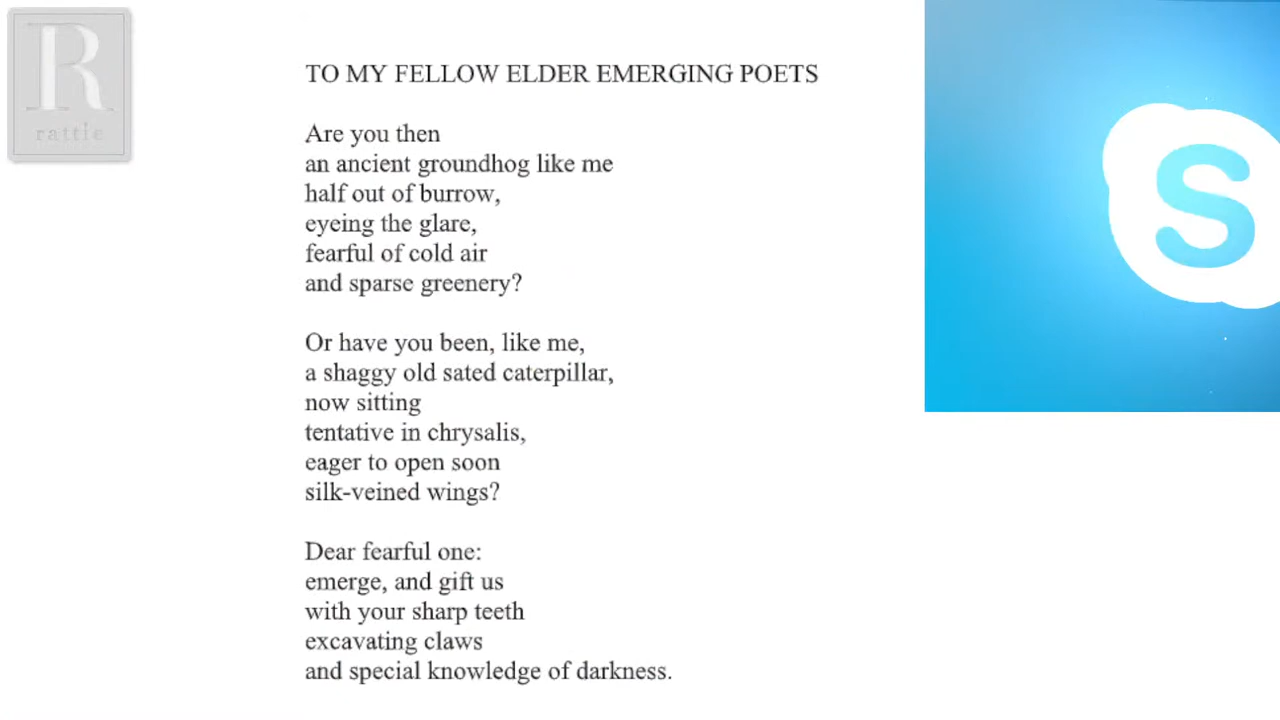 R
rattle
TO MY FELLOW ELDER EMERGING POETS
Are you then
an ancient groundhog like me
half out of burrow,
eyeing the glare,
fearful of cold air
and sparse greenery?
Or have you been, like me,
a shaggy old sated caterpillar,
now sitting
tentative in chrysalis,
eager to open soon
silk-veined wings?
Dear fearful one:
emerge, and gift us
with your sharp teeth
excavating claws
and special knowledge of darkness.
S